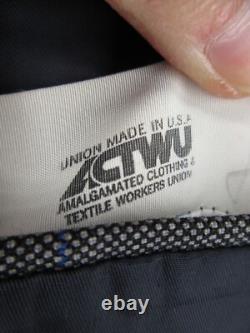 UNION MADE IN U.S.A
ACTWU
AMALGAMATED CLOTHING &
TEXTILE WORKERS UNION